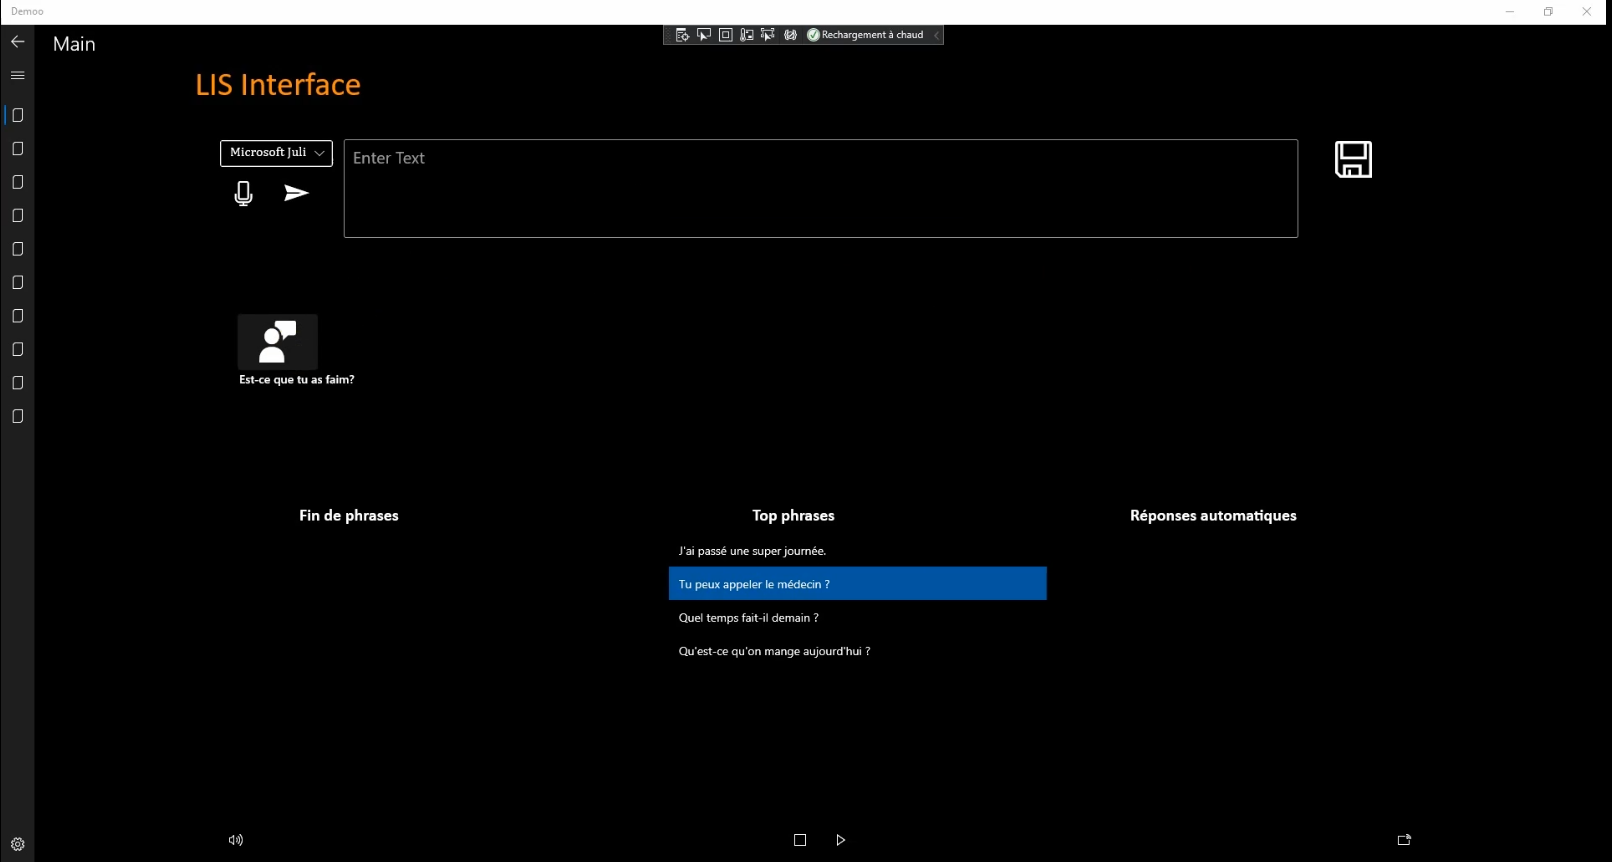 Demoo
Main
Rechargement à chaud
LIS Interface
Microsoft Juli
Enter Text
Est-ce que tu as faim?
Fin de phrases
Top phrases
Réponses automatiques
J'ai passé une super journée.
Tu peux appeler le médecin ?
Quel temps fait-il demain ?
Qu'est-ce qu'on mange aujourd'hui ?